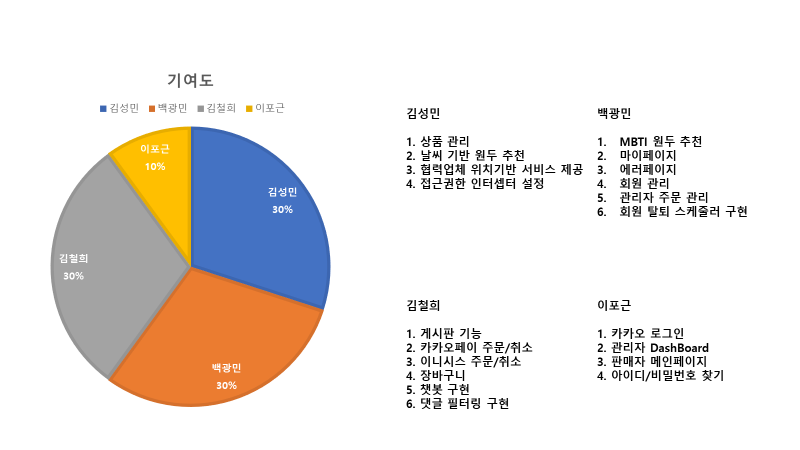 기여도
김성민 백광민 김철희 이포근
이포근
10%
김성민
30%
김철희
30%
백광민
30%
김성민
1. 상품 관리
2. 날씨 기반 원두 추천
3. 협력업체 위치기반 서비스 제공
4. 접근권한 인터셉터 설정
백광민
1. MBTI 원두 추천
2. 마이페이지
3. 에러페이지
4. 회원 관리
5. 관리자 주문 관리
6. 회원 탈퇴 스케줄러 구현
김철희
1. 게시판 기능
2. 카카오페이 주문/취소
3. 이니시스 주문/취소
4. 장바구니
5. 챗봇 구현
6. 댓글 필터링 구현
이포근
1. 카카오 로그인
2. 관리자 DashBoard
3. 판매자 메인페이지
4. 아이디/비밀번호 찾기